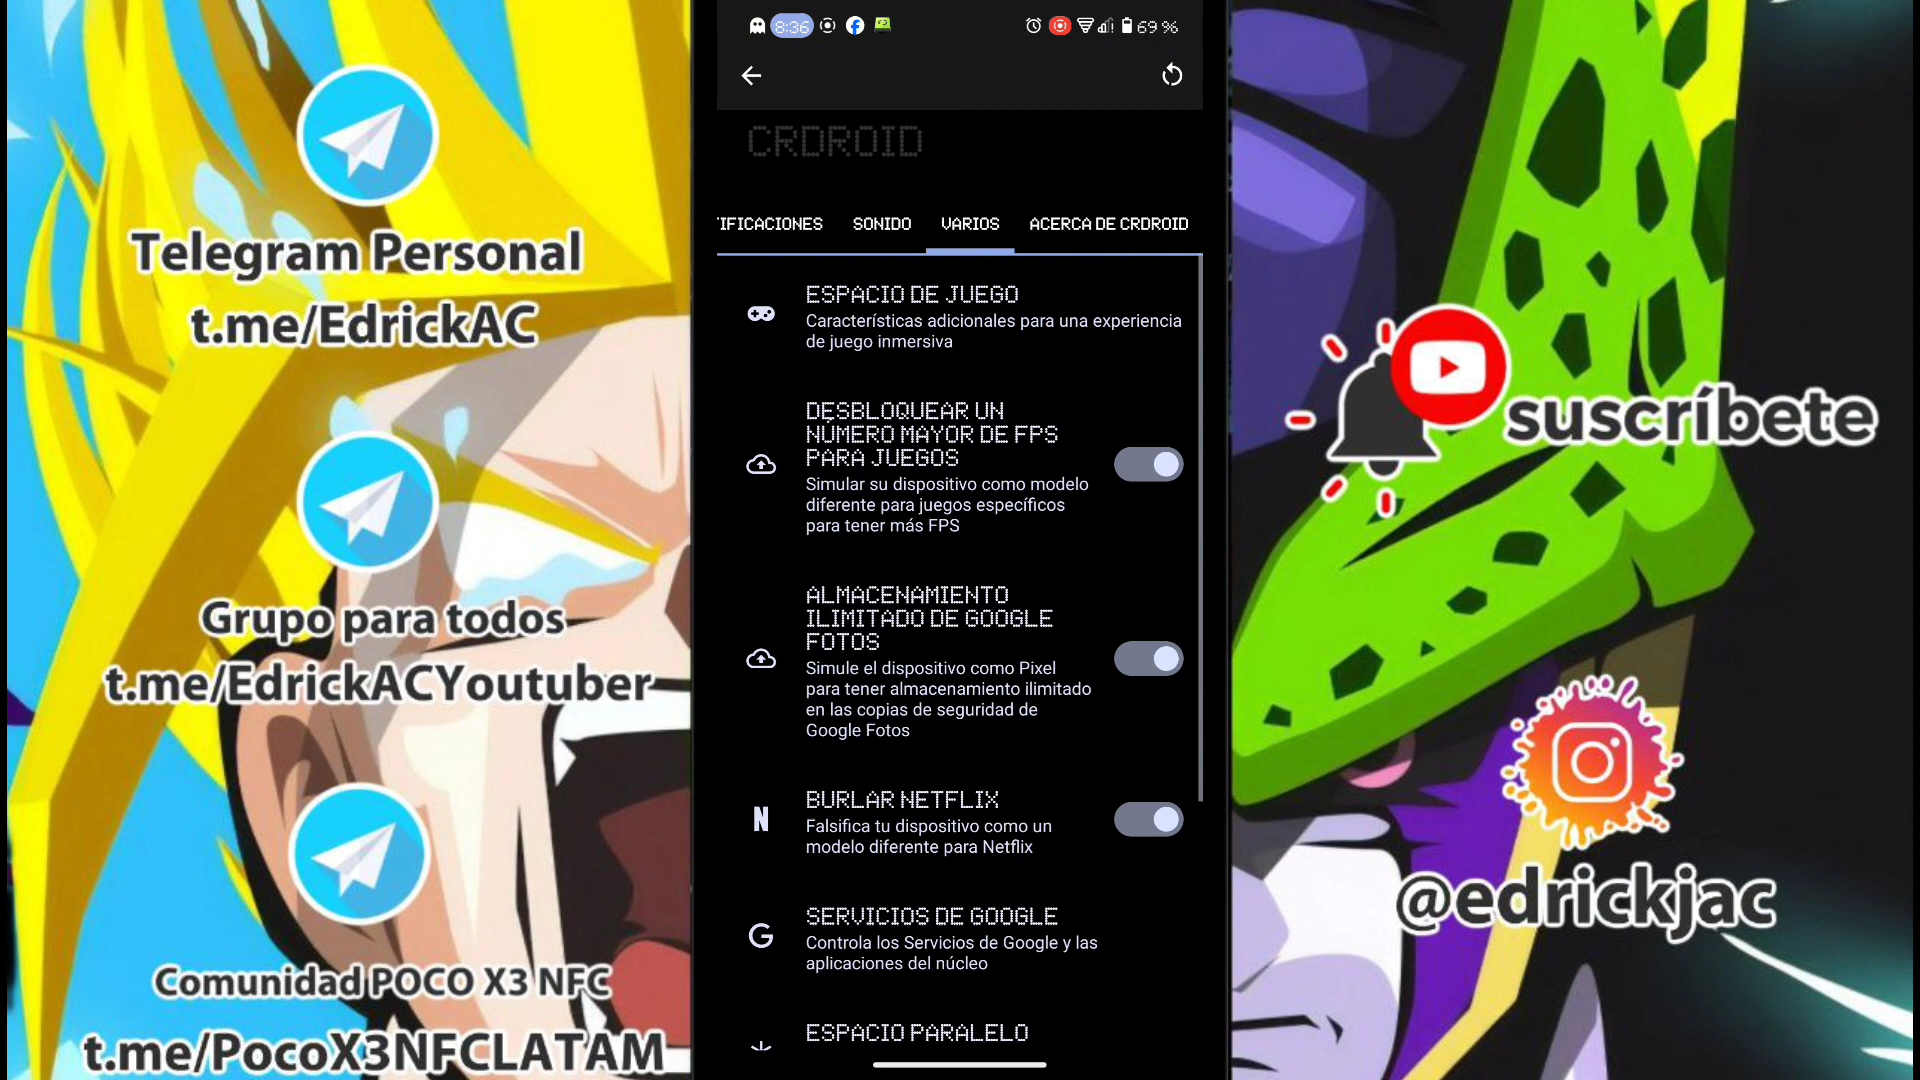 Telegram Personal
t.me/EdrickAC
Grupo para todos
t.me/EdrickACYoutuber
Comunidad POCO X3 NFC
t.me/PocoX3NFCLATAM
8:36
69 %
CRDROID
IFICACIONES SONIDO VARIOS ACERCA DE CRDROID
ESPACIO DE JUEGO
Características adicionales para una experiencia
de juego inmersiva
DESBLOQUEAR UN
NÚMERO MAYOR DE FPS
PARA JUEGOS
Simular su dispositivo como modelo
diferente para juegos específicos
para tener más FPS
ALMACENAMIENTO
ILIMITADO DE GOOGLE
FOTOS
Simule el dispositivo como Pixel
para tener almacenamiento ilimitado
en las copias de seguridad de
Google Fotos
N
BURLAR NETFLIX
Falsifica tu dispositivo como un
modelo diferente para Netflix
G
SERVICIOS DE GOOGLE
Controla los Servicios de Google y las
aplicaciones del núcleo
ESPACIO PARALELO
suscríbete
@edrickjac